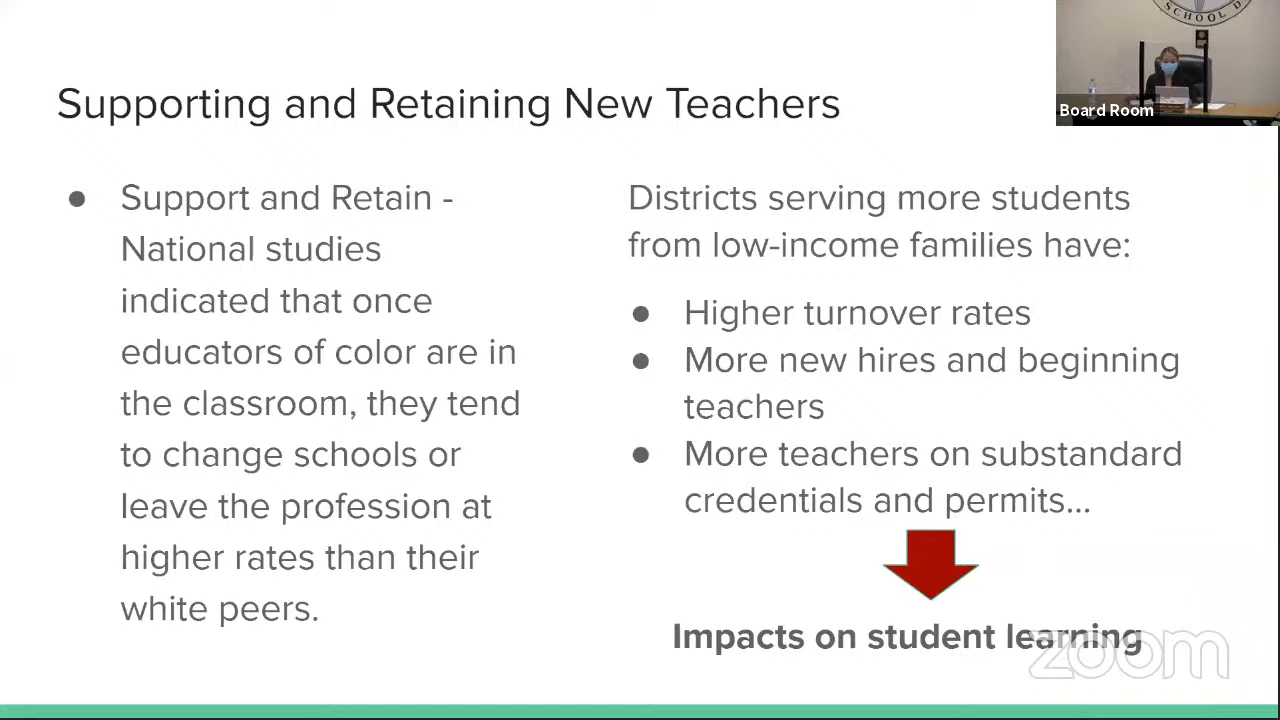 SCHOOL D
Board Room
Supporting and Retaining New Teachers
● Support and Retain -
National studies
indicated that once
educators of color are in
the classroom, they tend
to change schools or
leave the profession at
higher rates than their
white peers.
Districts serving more students
from low-income families have:
● Higher turnover rates
● More new hires and beginning
teachers
● More teachers on substandard
credentials and permits...
Impacts on student learning
zoom